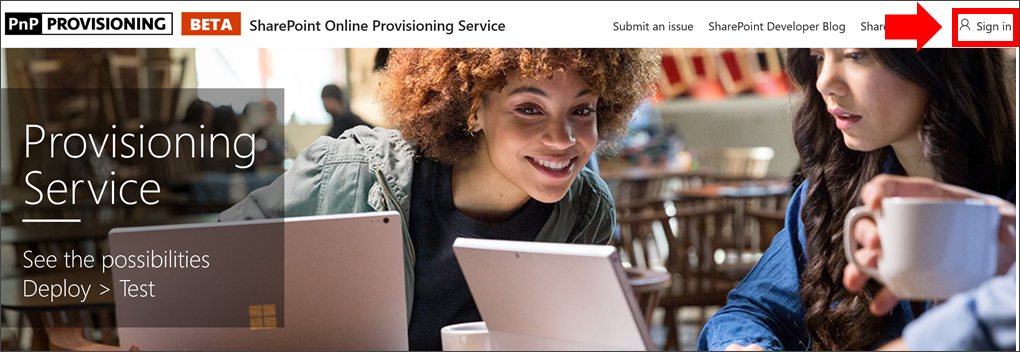 PnP PROVISIONING BETA SharePoint Online Provisioning Service Submit an issue SharePoint Developer Blog Sign in
Provisioning
Service
See the possibilities
Deploy > Test